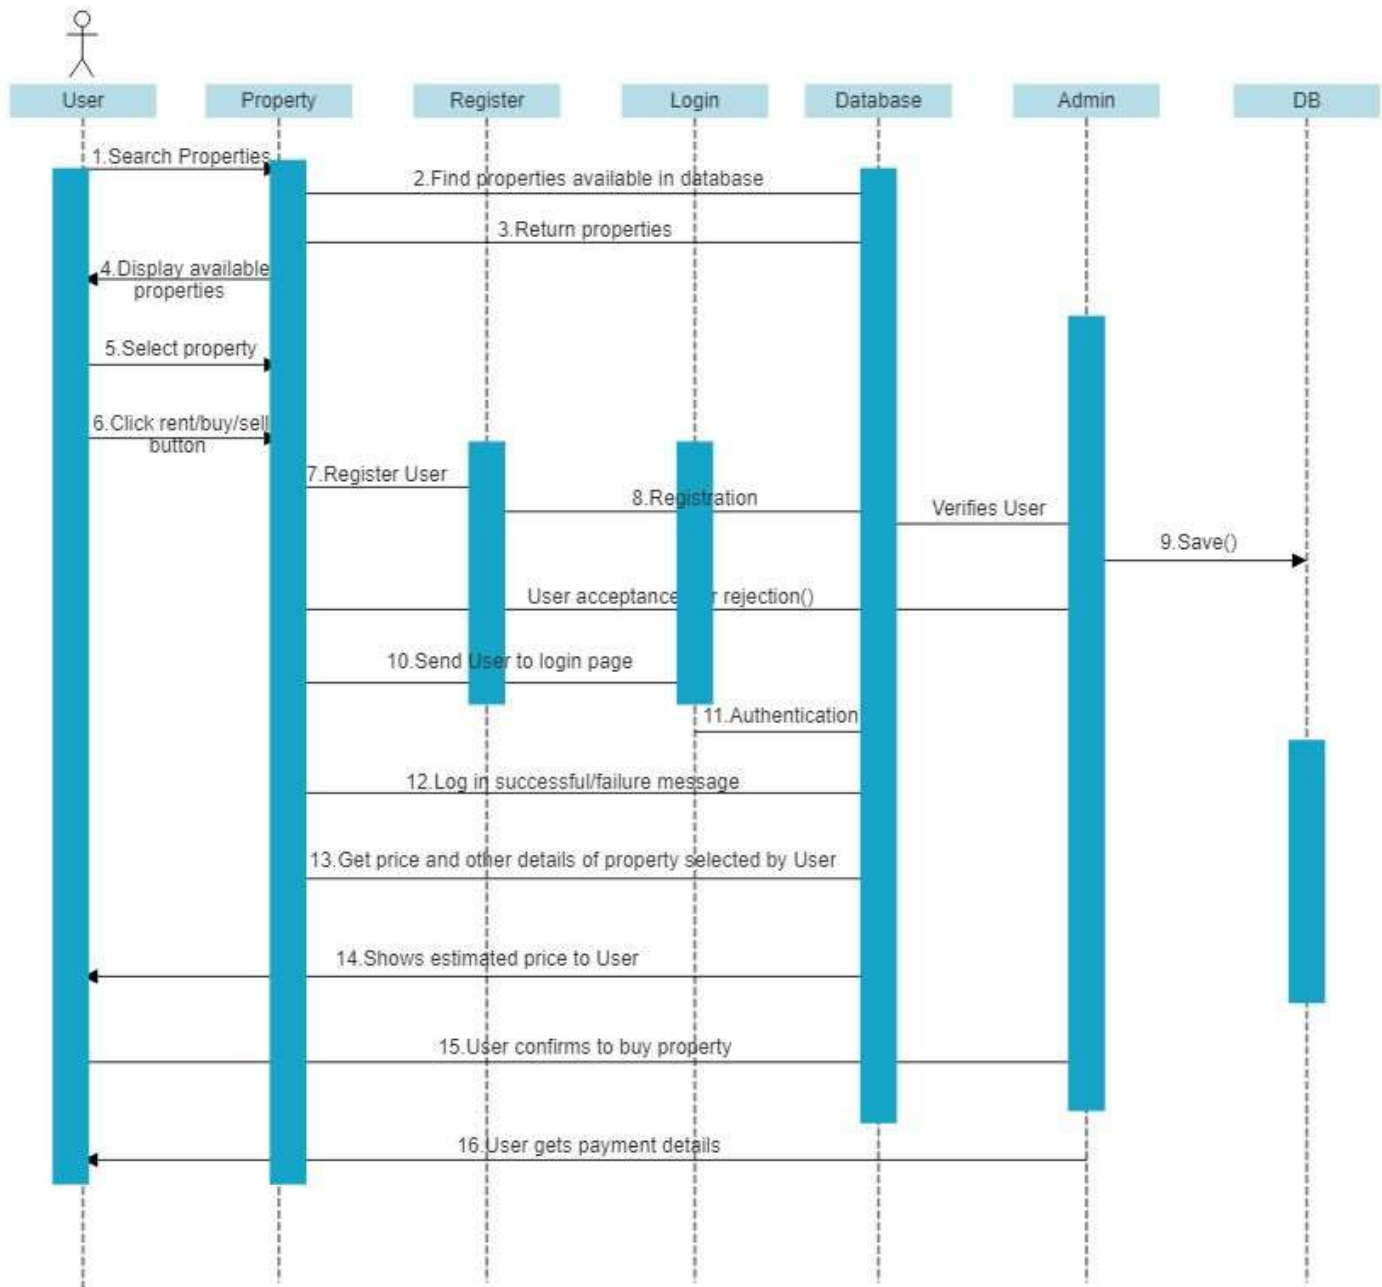 User
Property
Register
Login
Database
Admin
DB
1.Search Properties
2.Find properties available in database
3.Return properties
4.Display available
properties
5.Select property
6.Click rent/buy/sell
button
7.Register User
8.Registration
Verifies User
9.Save()
User acceptance r rejection()
10.Send User to login page
11.Authentication
12.Log in successful/failure message
13.Get price and other details of property selected by User
14.Shows estimated price to User
15.User confirms to buy property
16.User gets payment details